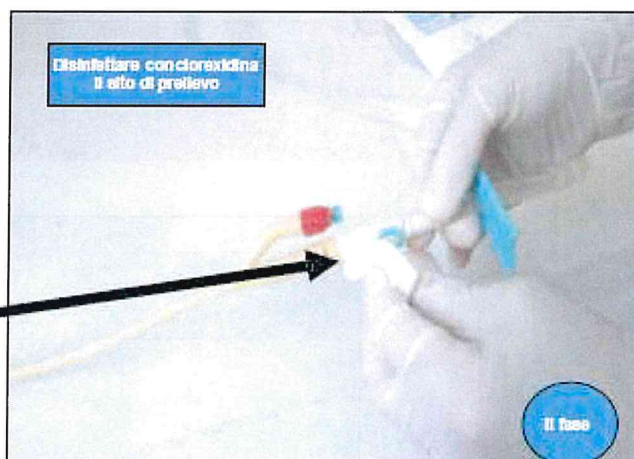 Disinfettare con clorexidina
il sito di prelievo
II fase